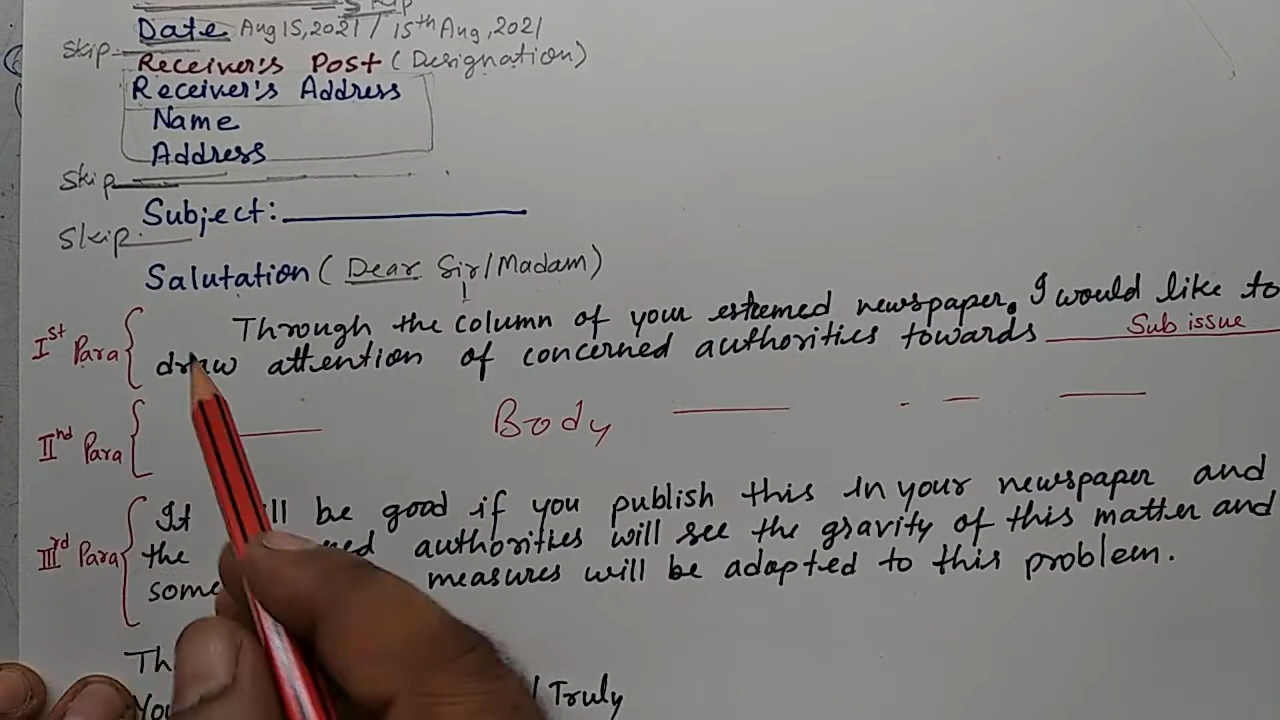 Skip
Date Aug 15, 2021 / 15th Aug, 2021
Skip
Receiver's Post (Designation)
Receiver's Address
Name
Address
Skip
Subject:
Skip
Salutation ( Dear Sir/Madam)
Ist Para
Through the column of your esteemed newspaper. I would like to
draw attention of concerned authorities towards Sub issue
IInd Para
Body
IIIrd Para
It will be good if you publish this in your newspaper and
the authorities will see the gravity of this matter and
some measures will be adapted to this problem.
Truly